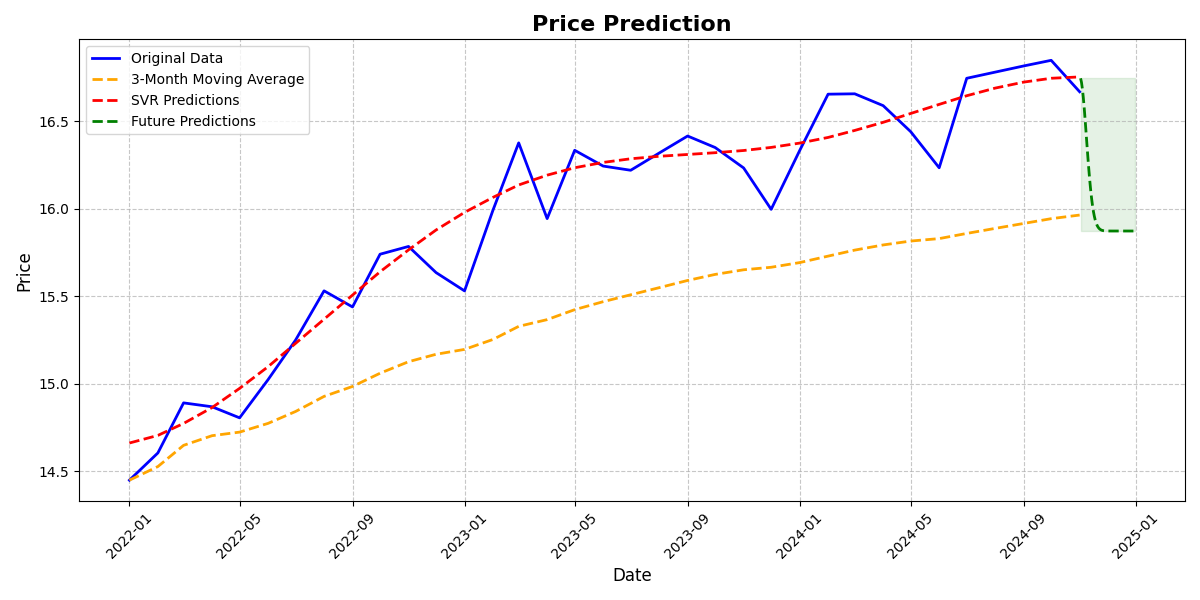 Price Prediction
Original Data
3-Month Moving Average
SVR Predictions
Future Predictions
Price
16.5
16.0
15.5
15.0
14.5
2022-01
2022-05
2022-09
2023-01
2023-05
2023-09
2024-01
2024-05
2024-09
2025-01
Date